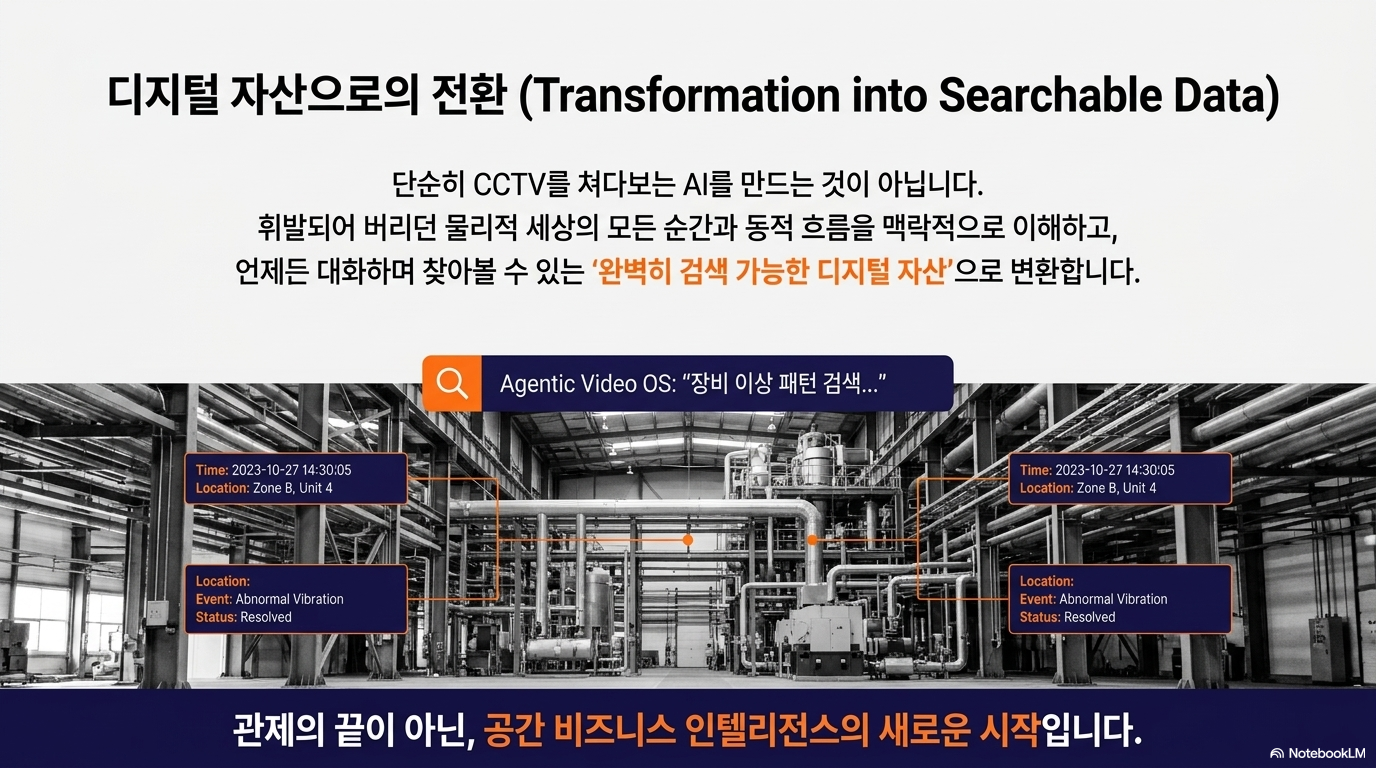 디지털 자산으로의 전환 (Transformation into Searchable Data)
단순히 CCTV를 쳐다보는 AI를 만드는 것이 아닙니다.
휘발되어 버리던 물리적 세상의 모든 순간과 동적 흐름을 맥락적으로 이해하고,
언제든 대화하며 찾아볼 수 있는 ‘완벽히 검색 가능한 디지털 자산’으로 변환합니다.
Agentic Video OS: “장비 이상 패턴 검색...”
Time: 2023-10-27 14:30:05
Location: Zone B, Unit 4
Location:
Event: Abnormal Vibration
Status: Resolved
Time: 2023-10-27 14:30:05
Location: Zone B, Unit 4
Location:
Event: Abnormal Vibration
Status: Resolved
관제의 끝이 아닌, 공간 비즈니스 인텔리전스의 새로운 시작입니다.
NotebookLM